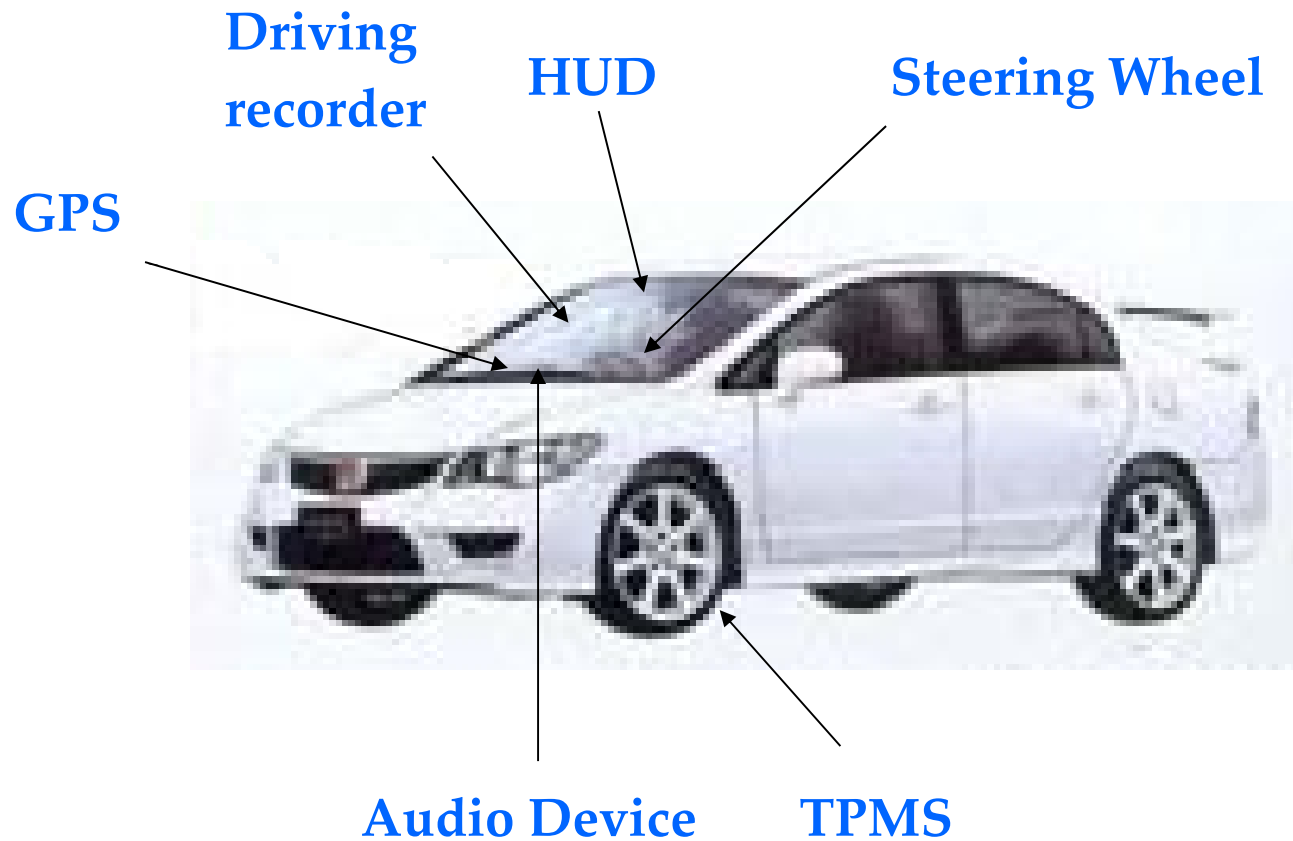 Driving
recorder
HUD
Steering Wheel
GPS
Audio Device
TPMS